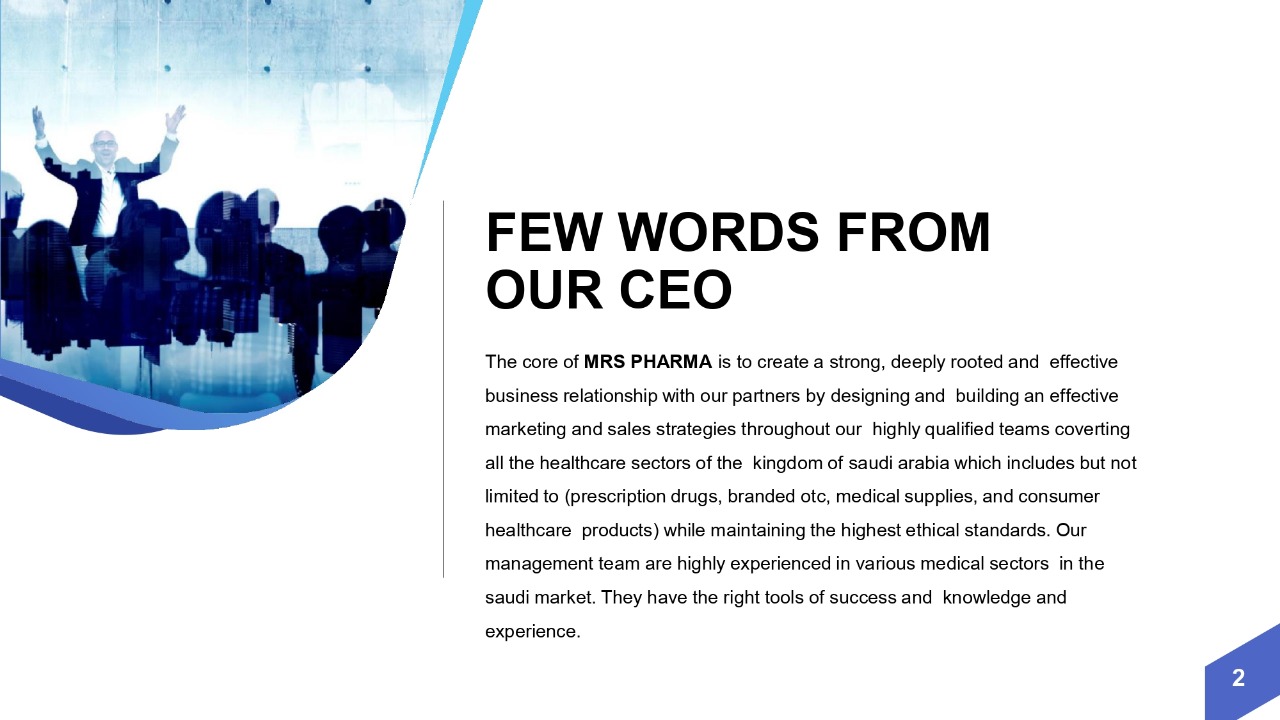 FEW WORDS FROM
OUR CEO
The core of MRS PHARMA is to create a strong, deeply rooted and  effective
business relationship with our partners by designing and  building an effective
marketing and sales strategies throughout our  highly qualified teams coverting
all the healthcare sectors of the  kingdom of saudi arabia which includes but not
limited to (prescription drugs, branded otc, medical supplies, and consumer
healthcare  products) while maintaining the highest ethical standards. Our
management team are highly experienced in various medical sectors  in the
saudi market. They have the right tools of success and  knowledge and
experience.
2